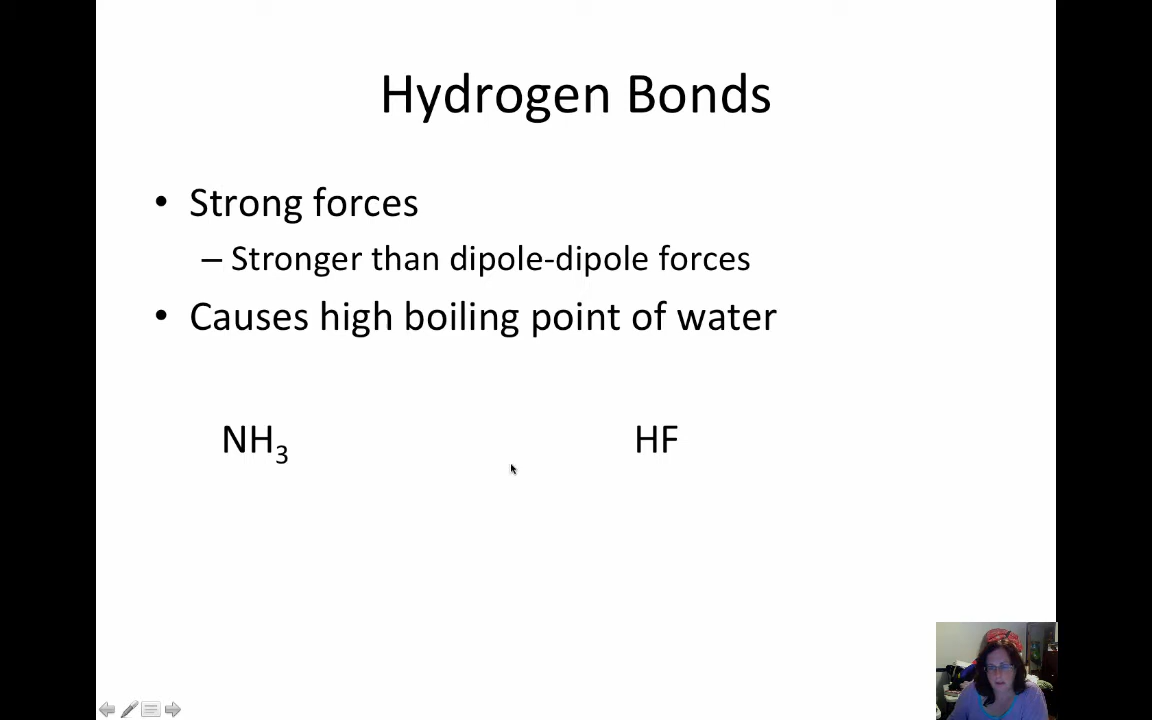 Hydrogen Bonds
• Strong forces
– Stronger than dipole-dipole forces
• Causes high boiling point of water
NH₃ HF